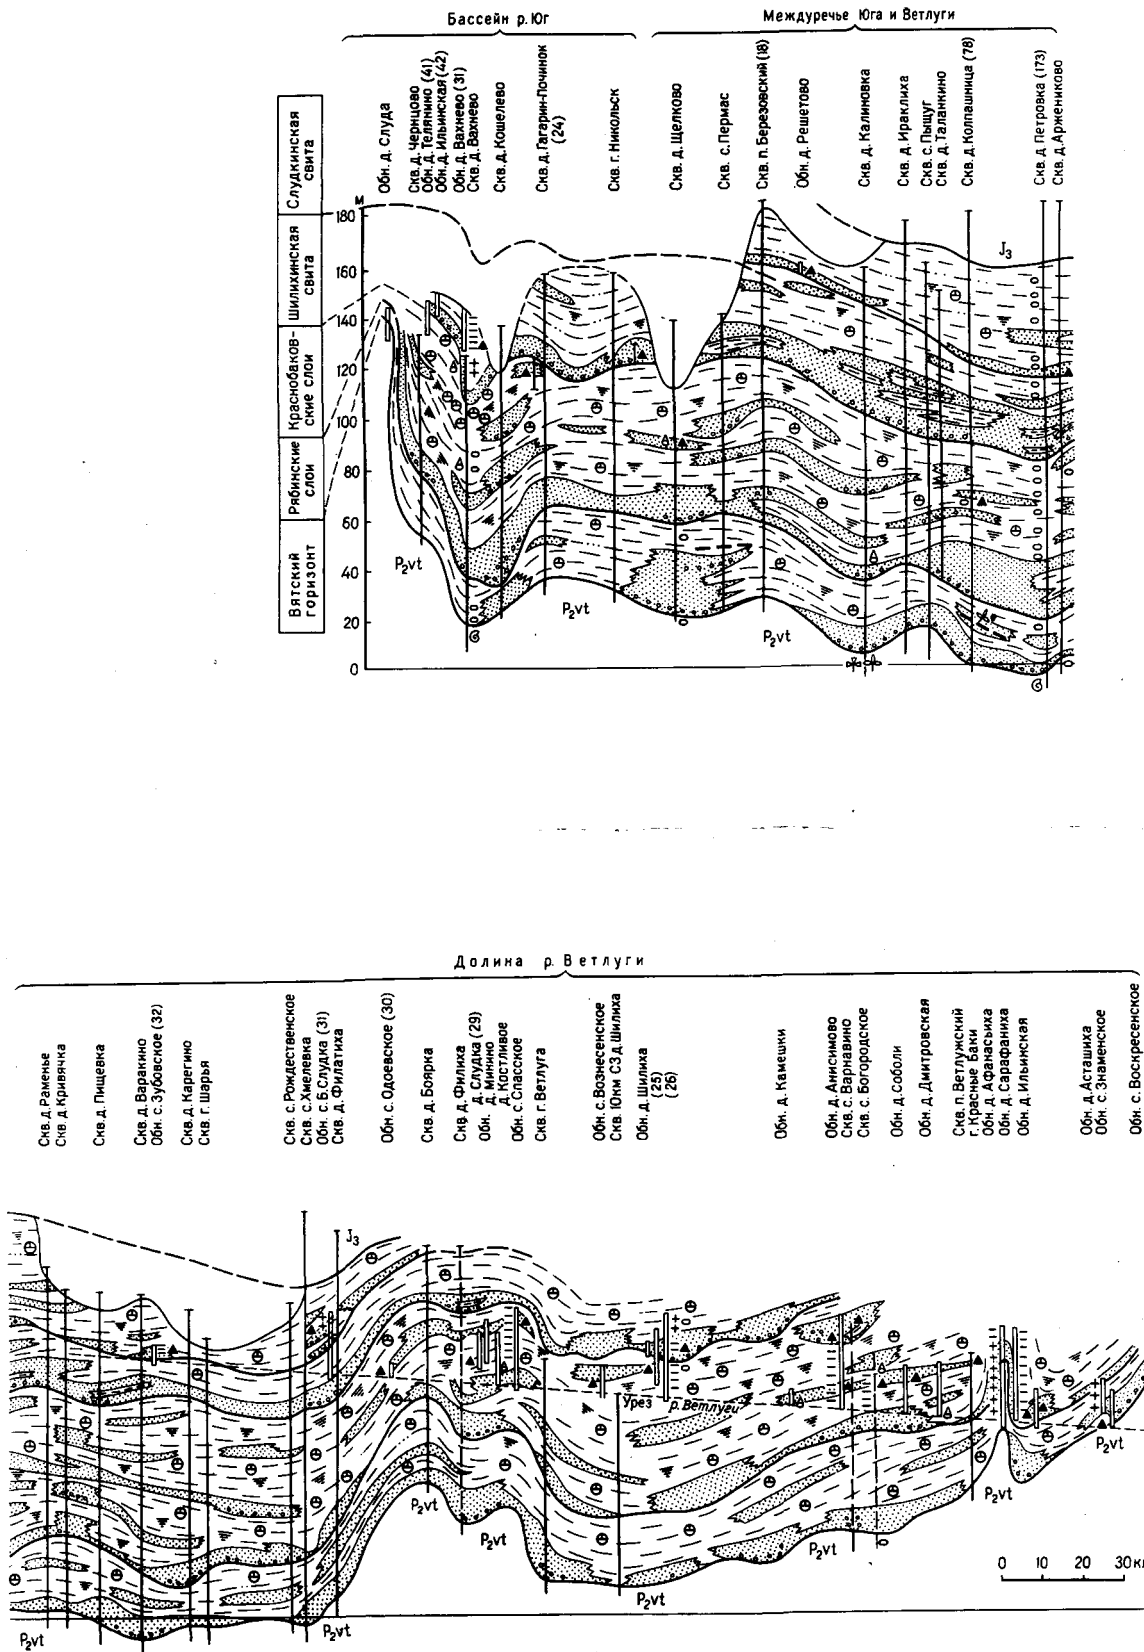 Бассейн р. Юг
Междуречье Юга и Ветлуги
Обн. д. Слуда
Скв. д. Чернцово
Обн. д. Телянино (41)
Обн. д. Ильинская (42)
Обн. д. Вахнево (31)
Скв. д. Вахнево
Скв. д. Кошелево
Скв. д. Гагарин-Починок
(24)
Скв. г. Никольск
Скв. д. Щелково
Скв. с. Пермас
Скв. п. Березовский (18)
Обн. д. Решетово
Скв. д. Калиновка
Скв. д. Ираклиха
Скв. с. Пыщуг
Скв. д. Таланкино
Скв. д. Колпашница (78)
Скв. д. Петровка (173)
Скв. д. Аржениково
Слудкинская
свита
Шилихинская
свита
Краснобаков-
ские слои
Рябинские
слои
Вятский
горизонт
м
180
160
140
120
100
80
60
40
20
0
J₃
P₂vt
P₂vt
P₂vt
Долина р. Ветлуги
Скв. д. Раменье
Скв. д. Кривячка
Скв. д. Пищевка
Скв. д. Варакино
Обн. с. Зубовское (32)
Скв. д. Карегино
Скв. г. Шарья
Скв. с. Рождественское
Скв. с. Хмелевка
Обн. с. Б. Слудка (31)
Скв. д. Филатиха
Обн. с. Одоевское (30)
Скв. д. Боярка
Скв. д. Филиха
Обн. д. Слудка (29)
д. Минино
д. Костливое
Обн. с. Спасское
Скв. г. Ветлуга
Обн. с. Вознесенское
Скв. 10км СЗ д. Шилиха
Обн. д. Шилиха
(25)
(26)
Обн. д. Камешки
Обн. д. Анисимово
Скв. с. Варнавино
Скв. с. Богородское
Обн. д. Соболи
Обн. д. Дмитровская
Скв. п. Ветлужский
г. Красные Баки
Обн. д. Афанасьиха
Обн. д. Сарафаниха
Обн. д. Ильинская
Обн. д. Асташиха
Обн. с. Знаменское
Обн. с. Воскресенское
J₃
Урез р. Ветлуги
P₂vt
P₂vt
P₂vt
P₂vt
P₂vt
P₂vt
P₂vt
P₂vt
0 10 20 30 км